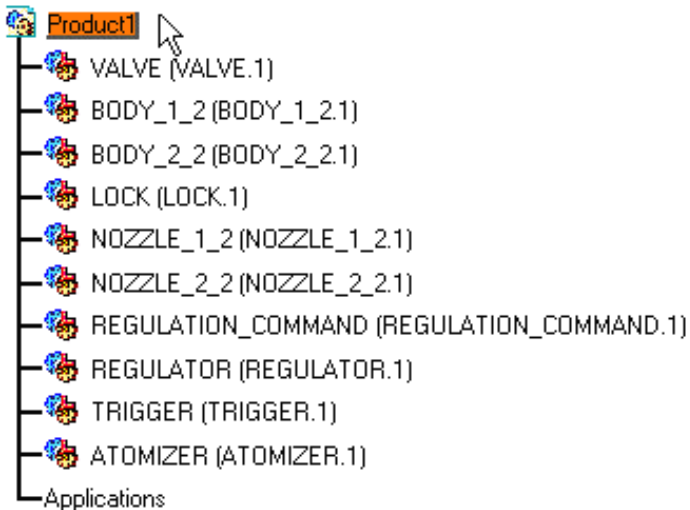 Product1
VALVE (VALVE.1)
BODY_1_2 (BODY_1_2.1)
BODY_2_2 (BODY_2_2.1)
LOCK (LOCK.1)
NOZZLE_1_2 (NOZZLE_1_2.1)
NOZZLE_2_2 (NOZZLE_2_2.1)
REGULATION_COMMAND (REGULATION_COMMAND.1)
REGULATOR (REGULATOR.1)
TRIGGER (TRIGGER.1)
ATOMIZER (ATOMIZER.1)
Applications